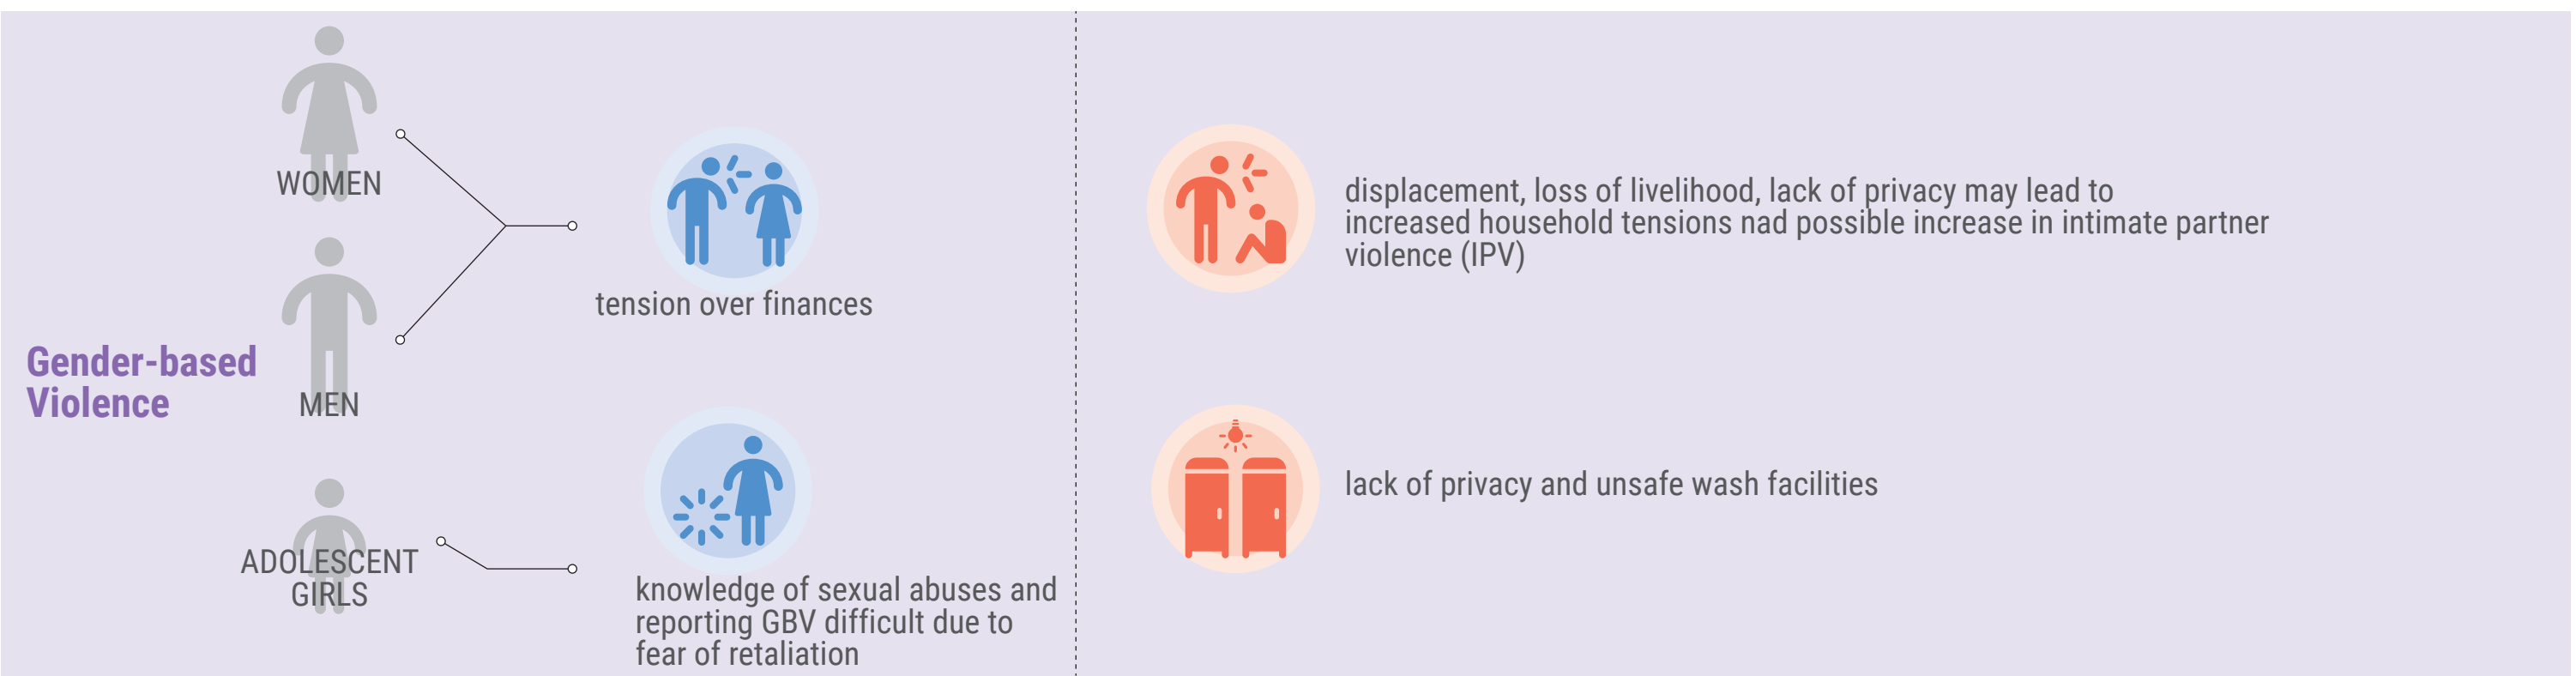 Gender-based
Violence
WOMEN
MEN
ADOLESCENT
GIRLS
tension over finances
knowledge of sexual abuses and
reporting GBV difficult due to
fear of retaliation
displacement, loss of livelihood, lack of privacy may lead to
increased household tensions nad possible increase in intimate partner
violence (IPV)
lack of privacy and unsafe wash facilities